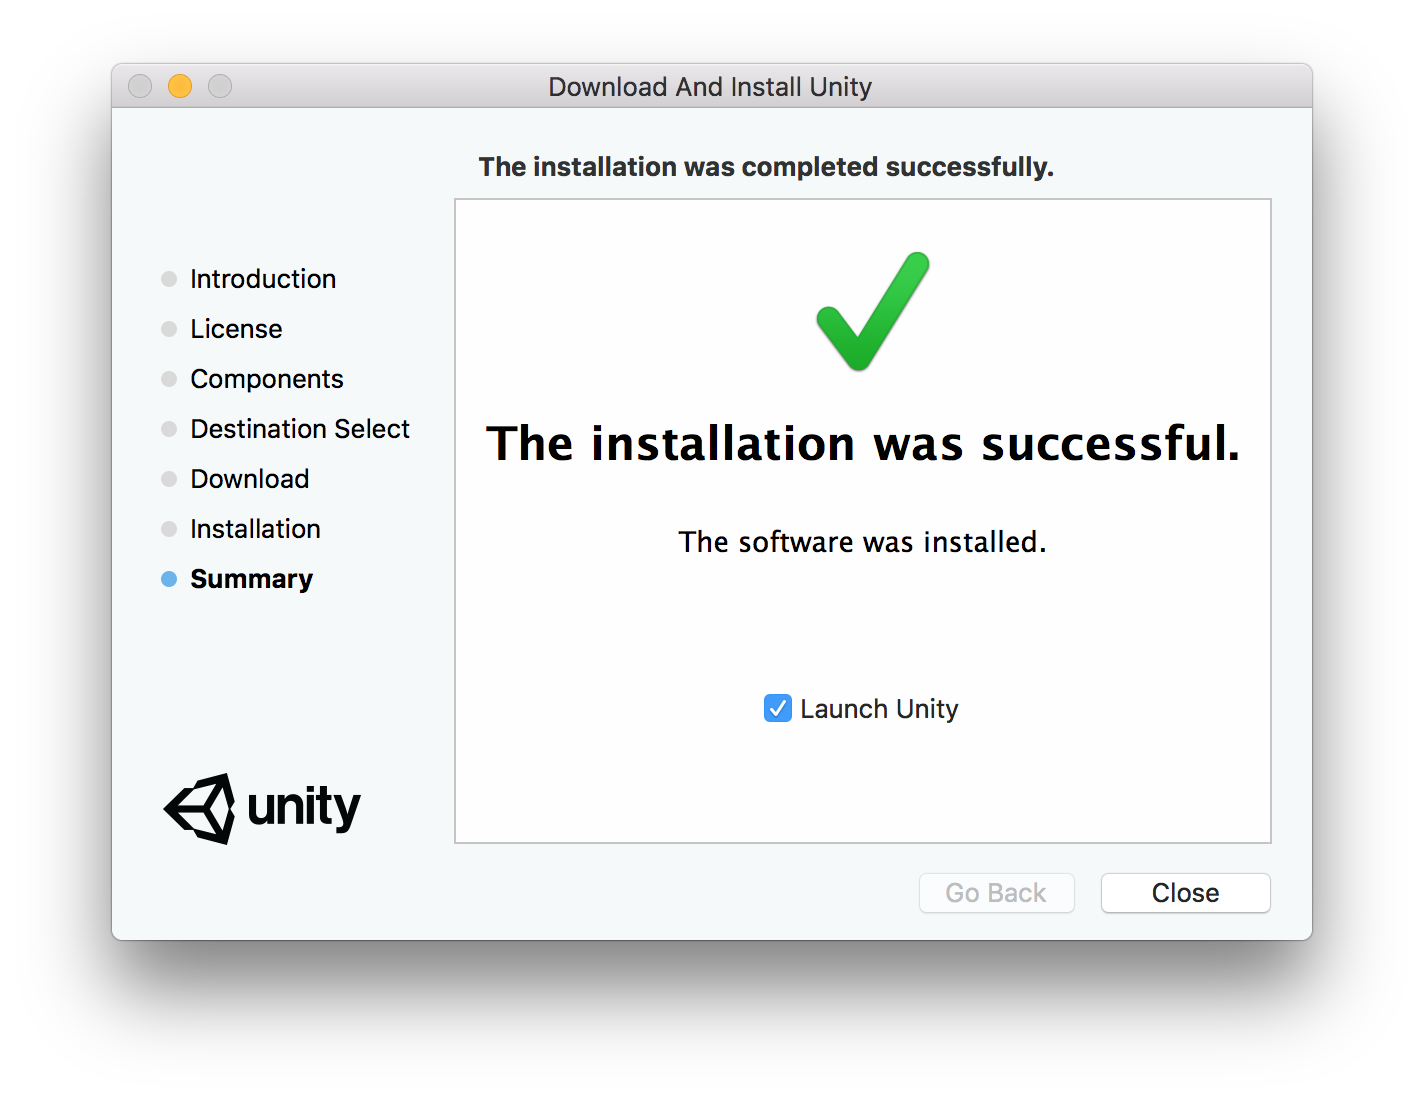 Download And Install Unity
The installation was completed successfully.
Introduction
License
Components
Destination Select
Download
Installation
Summary
The installation was successful.
The software was installed.
Launch Unity
unity
Go Back
Close